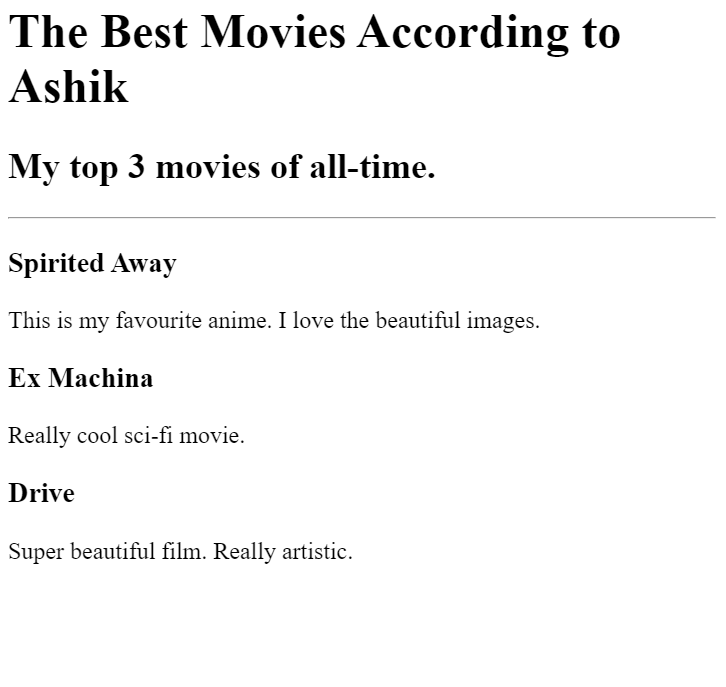 The Best Movies According to
Ashik
My top 3 movies of all-time.
Spirited Away
This is my favourite anime. I love the beautiful images.
Ex Machina
Really cool sci-fi movie.
Drive
Super beautiful film. Really artistic.